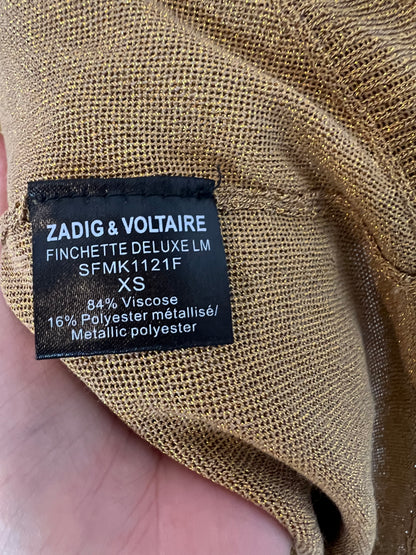 ZADIG & VOLTAIRE
FINCHETTE DELUXE LM
SFMK1121F
XS
84% Viscose
16% Polyester métallisé/
Metallic polyester